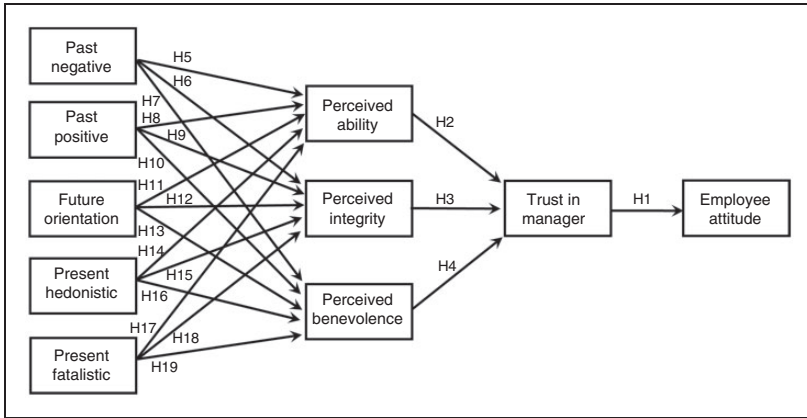 Past
negative
Past
positive
Future
orientation
Present
hedonistic
Present
fatalistic
H5
H6
H7
H8
H9
H10
H11
H12
H13
H14
H15
H16
H17
H18
H19
Perceived
ability
Perceived
integrity
Perceived
benevolence
H2
H3
H4
Trust in
manager
H1
Employee
attitude